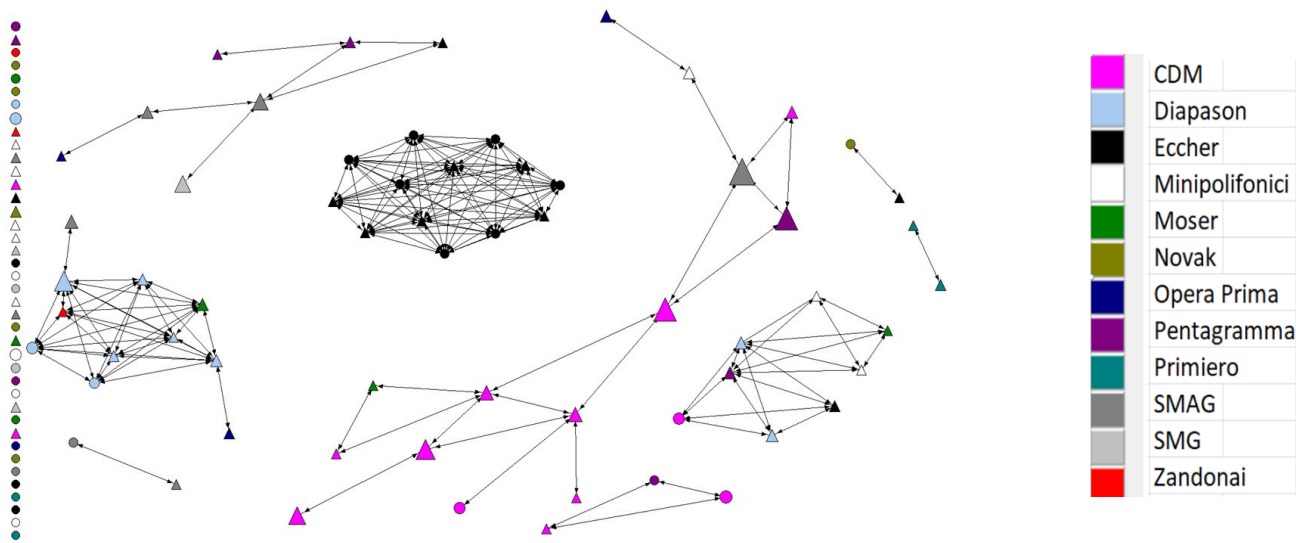 CDM
Diapason
Eccher
Minipolifonici
Moser
Novak
Opera Prima
Pentagramma
Primiero
SMAG
SMG
Zandonai